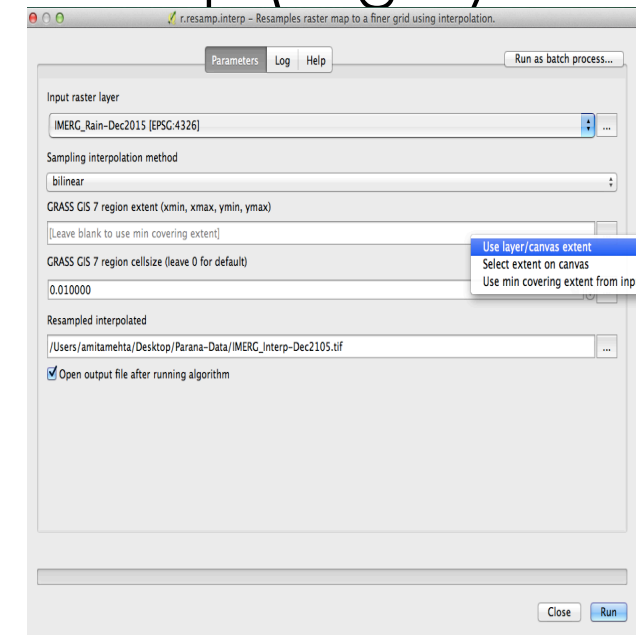 r.resamp.interp – Resamples raster map to a finer grid using interpolation.
Parameters Log Help Run as batch process...
Input raster layer
IMERG_Rain-Dec2015 [EPSG:4326] ...
Sampling interpolation method
bilinear
GRASS GIS 7 region extent (xmin, xmax, ymin, ymax)
[Leave blank to use min covering extent]
Use layer/canvas extent
GRASS GIS 7 region cellsize (leave 0 for default)
Select extent on canvas
Use min covering extent from inp
0.010000
Resampled interpolated
/Users/amitamehta/Desktop/Parana-Data/IMERG_Interp-Dec2105.tif ...
Open output file after running algorithm
Close Run